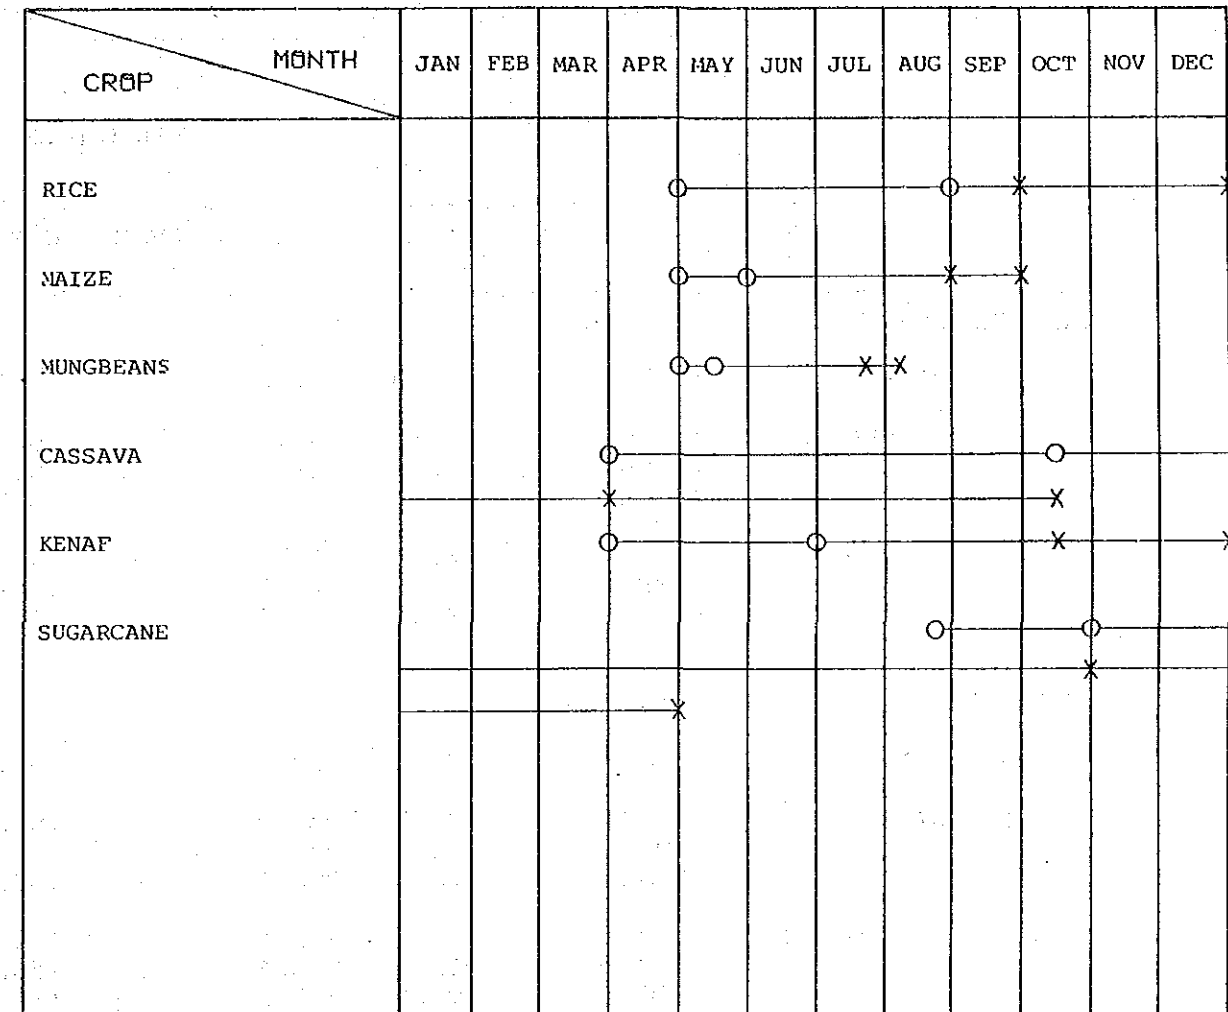 MONTH
CROP
JAN FEB MAR APR MAY JUN JUL AUG SEP OCT NOV DEC
RICE
MAIZE
MUNGBEANS
CASSAVA
KENAF
SUGARCANE